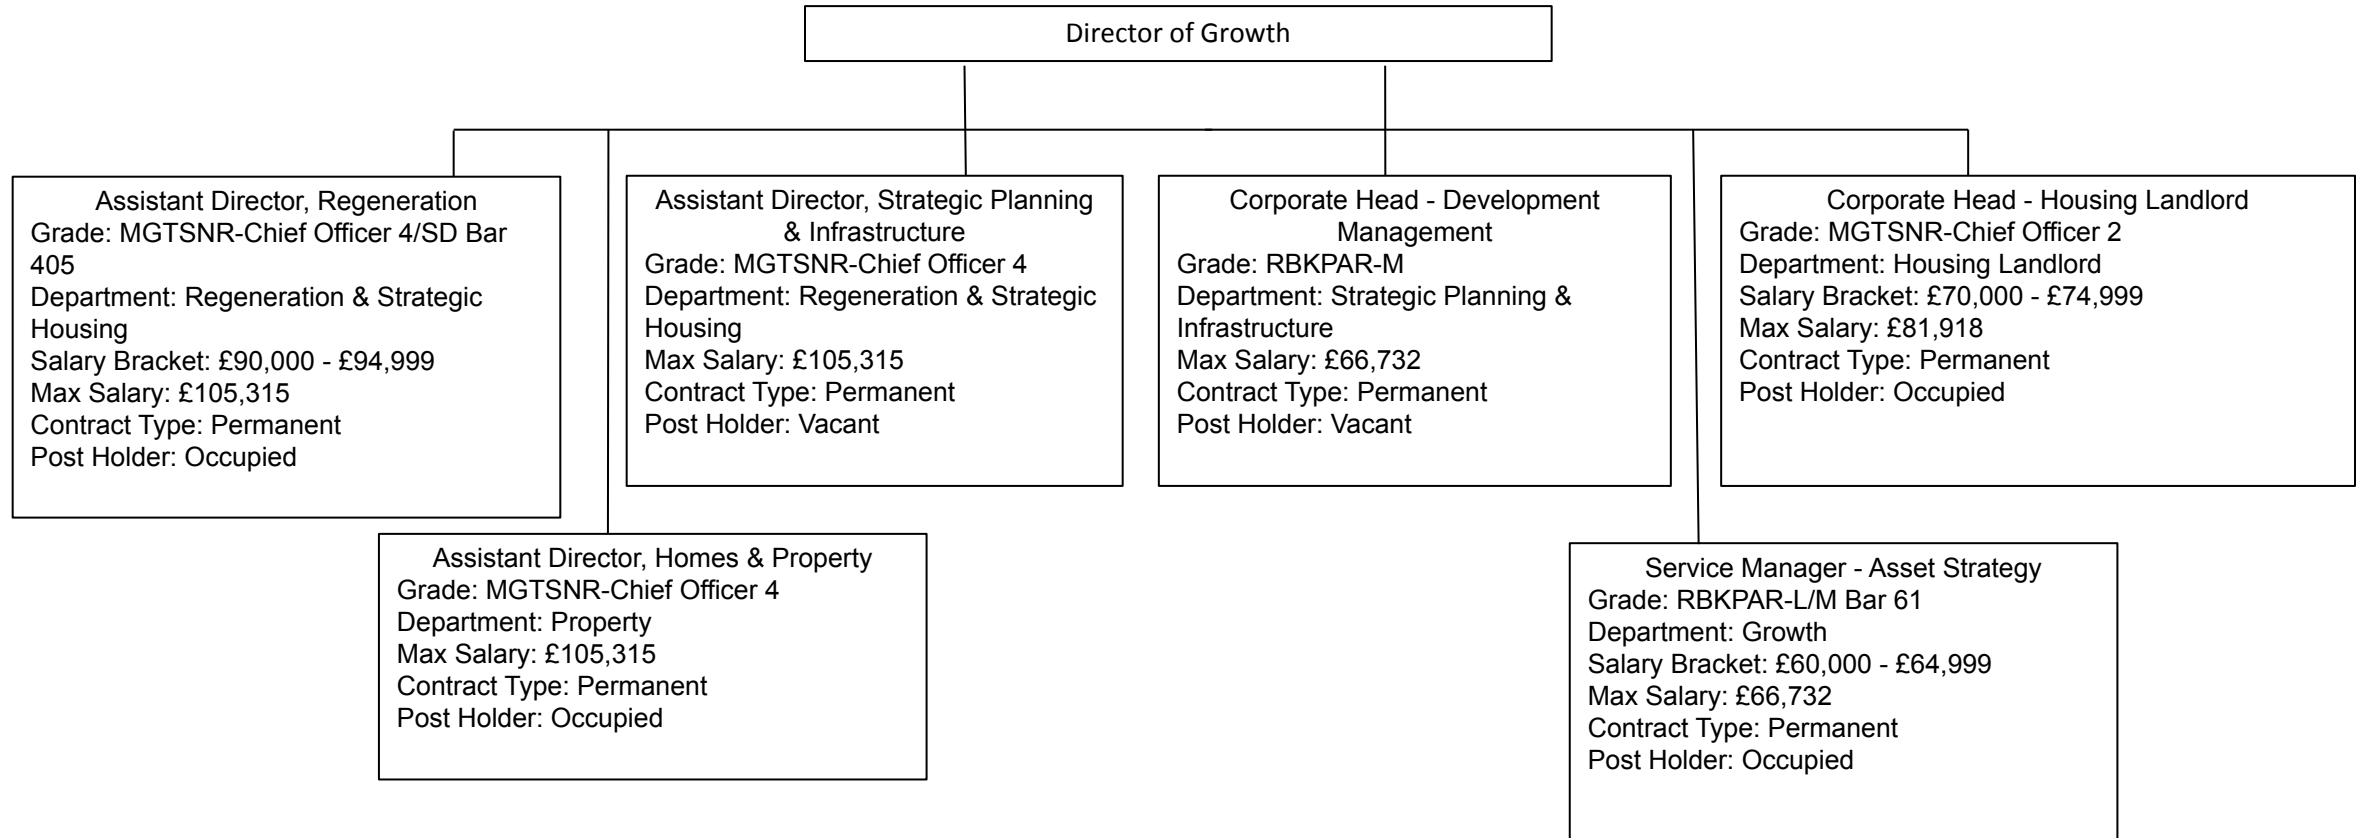 Director of Growth
Assistant Director, Regeneration
Grade: MGTSNR-Chief Officer 4/SD Bar
405
Department: Regeneration & Strategic
Housing
Salary Bracket: £90,000 - £94,999
Max Salary: £105,315
Contract Type: Permanent
Post Holder: Occupied
Assistant Director, Strategic Planning
& Infrastructure
Grade: MGTSNR-Chief Officer 4
Department: Regeneration & Strategic
Housing
Max Salary: £105,315
Contract Type: Permanent
Post Holder: Vacant
Corporate Head - Development
Management
Grade: RBKPAR-M
Department: Strategic Planning &
Infrastructure
Max Salary: £66,732
Contract Type: Permanent
Post Holder: Vacant
Corporate Head - Housing Landlord
Grade: MGTSNR-Chief Officer 2
Department: Housing Landlord
Salary Bracket: £70,000 - £74,999
Max Salary: £81,918
Contract Type: Permanent
Post Holder: Occupied
Assistant Director, Homes & Property
Grade: MGTSNR-Chief Officer 4
Department: Property
Max Salary: £105,315
Contract Type: Permanent
Post Holder: Occupied
Service Manager - Asset Strategy
Grade: RBKPAR-L/M Bar 61
Department: Growth
Salary Bracket: £60,000 - £64,999
Max Salary: £66,732
Contract Type: Permanent
Post Holder: Occupied